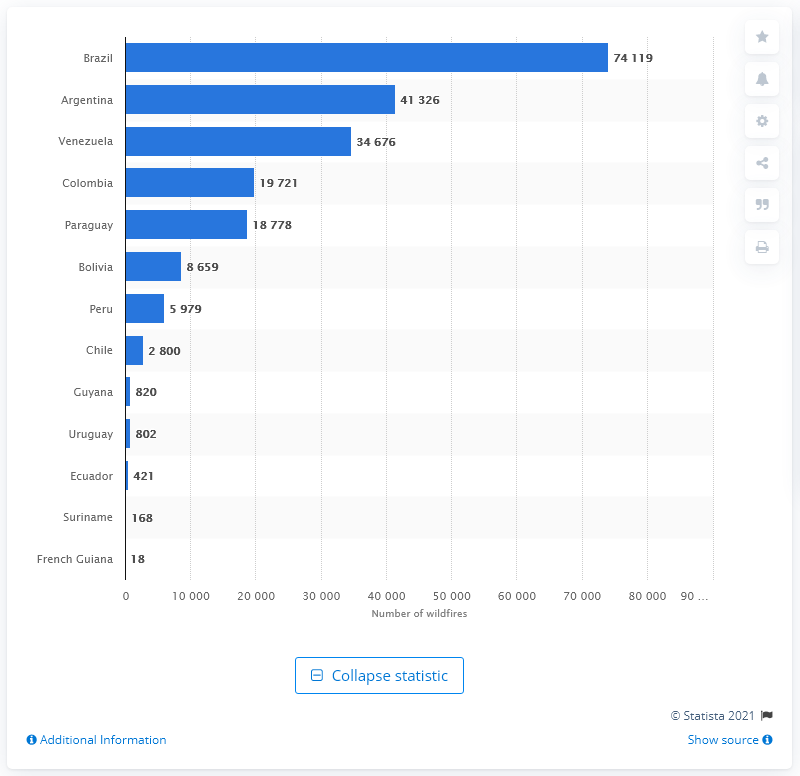 Brazil 74 119
Argentina 41 326
Venezuela 34 676
Colombia 19 721
Paraguay 18 778
Bolivia 8 659
Peru 5 979
Chile 2 800
Guyana 820
Uruguay 802
Ecuador 421
Suriname 168
French Guiana 18
0 10 000 20 000 30 000 40 000 50 000 60 000 70 000 80 000 90 ...
Number of wildfires
Collapse statistic
© Statista 2021
Additional Information Show source